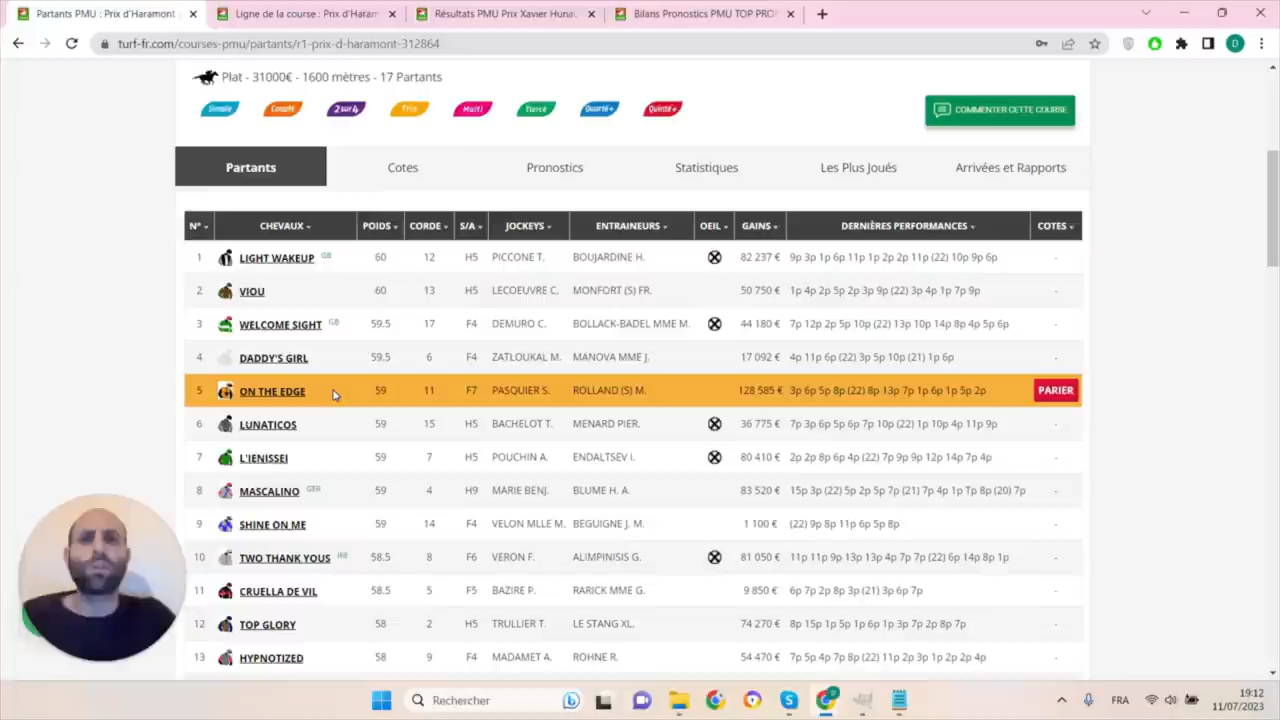 Partants PMU : Prix d'Haramont
Ligne de la course : Prix d'Haram
Résultats PMU Prix Xavier Huna
Bilans Pronostics PMU TOP PRO
turf-fr.com/courses-pmu/partants/r1-prix-d-haramont-312864
D
Plat - 31000€ - 1600 mètres - 17 Partants
Simple Couplé 2sur4 Trio Multi Tiercé Quarté+ Quinté+
COMMENTER CETTE COURSE
Partants Cotes Pronostics Statistiques Les Plus Joués Arrivées et Rapports
N° CHEVAUX POIDS CORDE S/A JOCKEYS ENTRAINEURS OEIL GAINS DERNIÈRES PERFORMANCES COTES
1 LIGHT WAKEUP GB 60 12 H5 PICCONE T. BOUJARDINE H. 82 237 € 9p 3p 1p 6p 11p 1p 2p 2p 11p (22) 10p 9p 6p -
2 VIOU 60 13 H5 LECOEUVRE C. MONFORT (S) FR. 50 750 € 1p 4p 2p 5p 2p 3p 9p (22) 3p 4p 1p 7p 9p -
3 WELCOME SIGHT GB 59.5 17 F4 DEMURO C. BOLLACK-BADEL MME M. 44 180 € 7p 12p 2p 5p 10p (22) 13p 10p 14p 8p 4p 5p 6p -
4 DADDY'S GIRL 59.5 6 F4 ZATLOUKAL M. MANOVA MME J. 17 092 € 4p 11p 6p (22) 3p 5p 10p (21) 1p 6p -
5 ON THE EDGE 59 11 F7 PASQUIER S. ROLLAND (S) M. 128 585 € 3p 6p 5p 8p (22) 8p 13p 7p 1p 6p 1p 5p 2p PARIER
6 LUNATICOS 59 15 H5 BACHELOT T. MENARD PIER. 36 775 € 7p 3p 6p 5p 6p 7p 10p (22) 1p 10p 4p 11p 9p -
7 L'IENISSEI 59 7 H5 POUCHIN A. ENDALTSEV I. 80 410 € 2p 2p 8p 6p 4p (22) 7p 9p 9p 12p 14p 7p 4p -
8 MASCALINO GER 59 4 H9 MARIE BENJ. BLUME H. A. 83 520 € 15p 3p (22) 5p 2p 5p 7p (21) 7p 4p 1p Tp 8p (20) 7p -
9 SHINE ON ME 59 14 F4 VELON MLLE M. BEGUIGNE J. M. 1 100 € (22) 9p 8p 11p 6p 5p 8p -
10 TWO THANK YOUS IRE 58.5 8 F6 VERON F. ALIMPINISIS G. 81 050 € 11p 11p 9p 13p 13p 4p 7p 7p (22) 6p 14p 8p 1p -
11 CRUELLA DE VIL 58.5 5 F5 BAZIRE P. RARICK MME G. 9 850 € 6p 7p 2p 8p 3p (21) 3p 6p 7p -
12 TOP GLORY 58 2 H5 TRULLIER T. LE STANG XL. 74 270 € 8p 15p 1p 5p 1p 6p 1p 3p 7p 2p 8p 7p -
13 HYPNOTIZED 58 9 F4 MADAMET A. ROHNE R. 54 470 € 7p 5p 4p 7p 8p (22) 11p 2p 3p 1p 2p 2p 4p -
Rechercher
FRA
19:12
11/07/2023